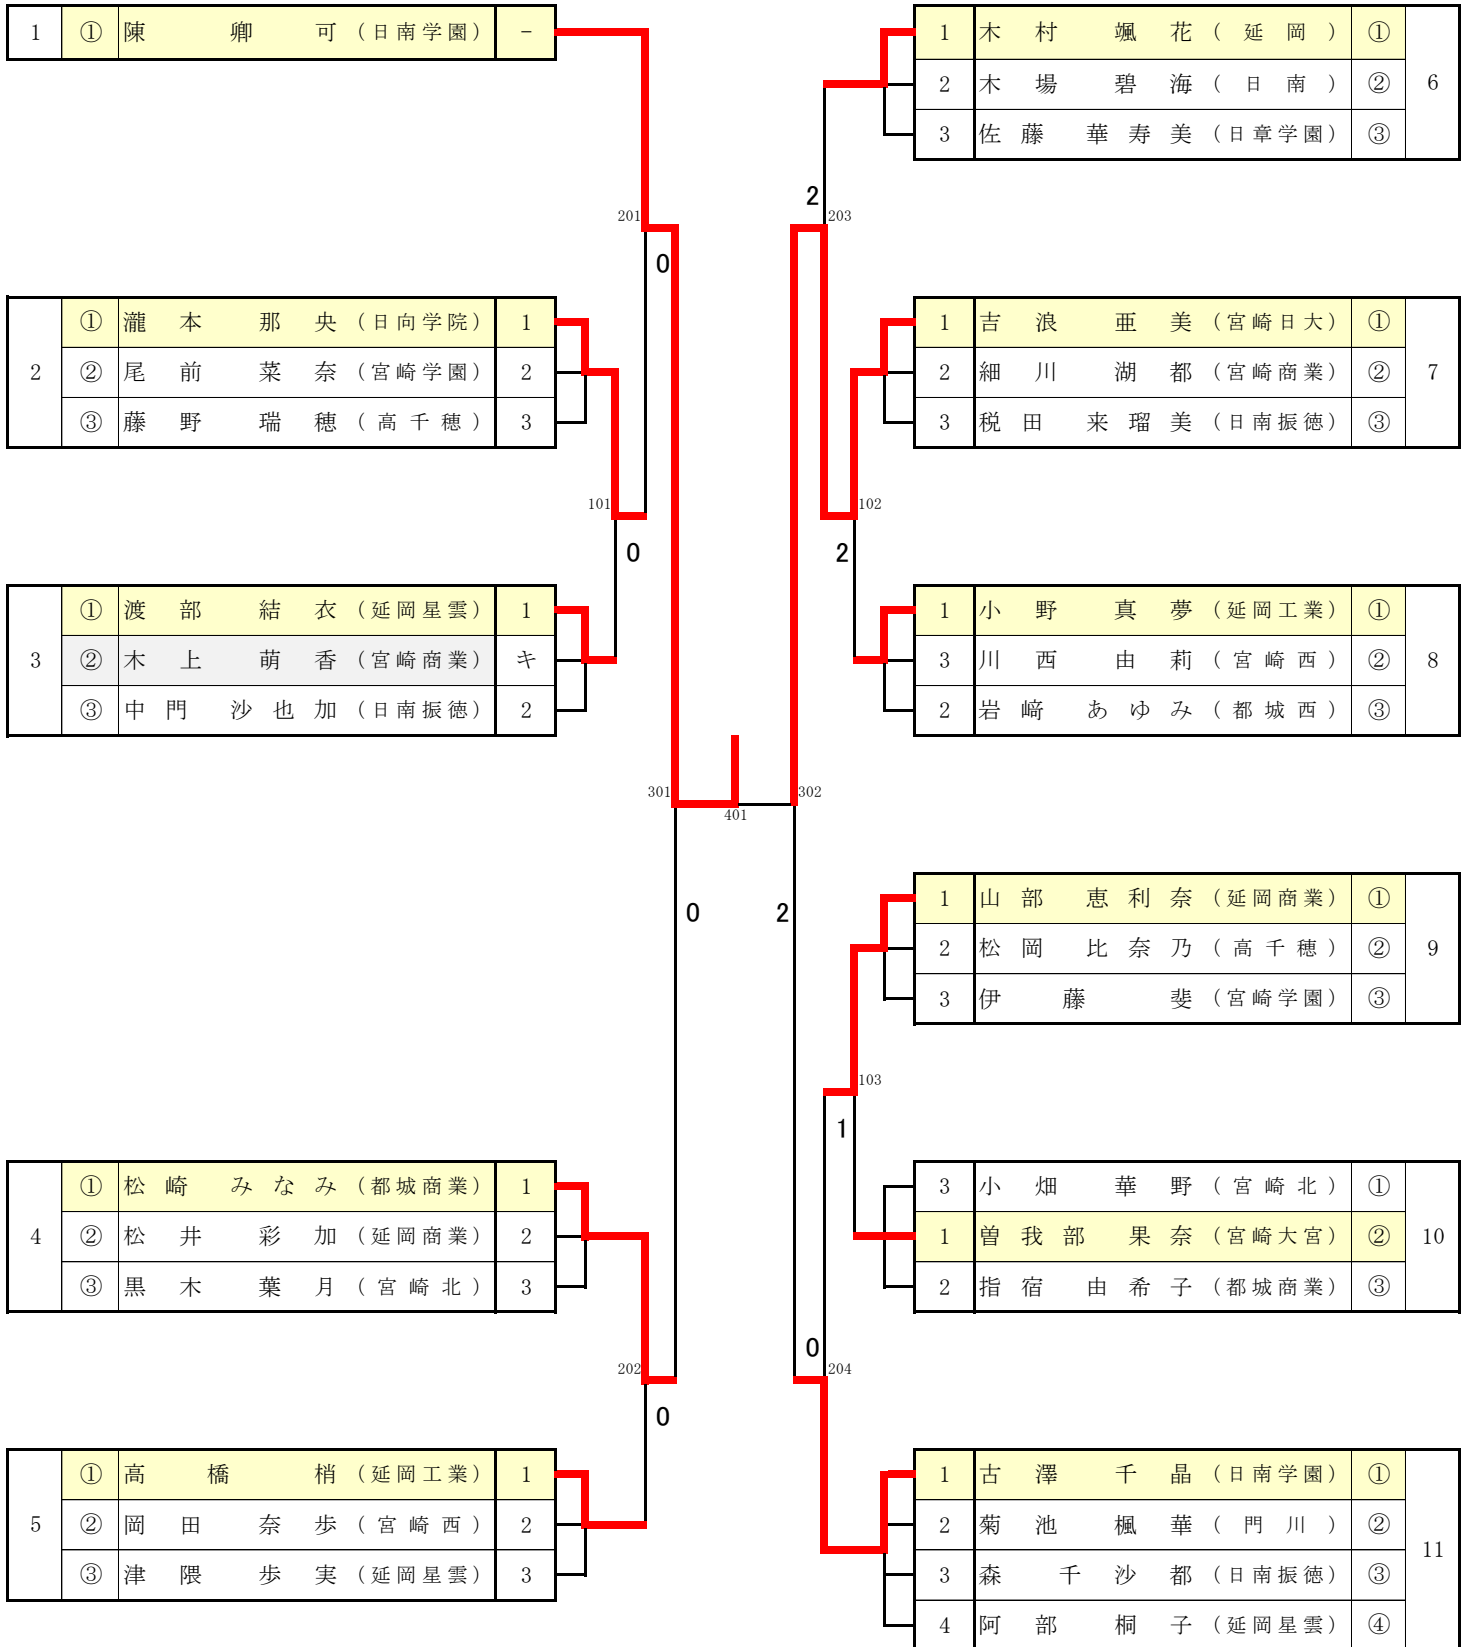 1 ① 陳 卿 可 (日南学園) -
2
① 瀧本 那央 (日向学院) 1
② 尾前 菜奈 (宮崎学園) 2
③ 藤野 瑞穂 (高千穂) 3
3
① 渡部 結衣 (延岡星雲) 1
② 木上 萌香 (宮崎商業) キ
③ 中門 沙也加 (日南振徳) 2
4
① 松崎 みなみ (都城商業) 1
② 松井 彩加 (延岡商業) 2
③ 黒木 葉月 (宮崎北) 3
5
① 高橋 梢 (延岡工業) 1
② 岡田 奈歩 (宮崎西) 2
③ 津隈 歩実 (延岡星雲) 3
201
0
101
0
301
0
202
0
401
2
203
102
2
302
2
103
1
0
204
1 木村 颯花 (延岡) ①
2 木場 碧海 (日南) ②
3 佐藤 華寿美 (日章学園) ③
6
1 吉浪 亜美 (宮崎日大) ①
2 細川 湖都 (宮崎商業) ②
3 税田 来瑠美 (日南振徳) ③
7
1 小野 真夢 (延岡工業) ①
3 川西 由莉 (宮崎西) ②
2 岩﨑 あゆみ (都城西) ③
8
1 山部 恵利奈 (延岡商業) ①
2 松岡 比奈乃 (高千穂) ②
3 伊藤 斐 (宮崎学園) ③
9
3 小畑 華野 (宮崎北) ①
1 曽我部 果奈 (宮崎大宮) ②
2 指宿 由希子 (都城商業) ③
10
1 古澤 千晶 (日南学園) ①
2 菊池 楓華 (門川) ②
3 森 千沙都 (日南振徳) ③
4 阿部 桐子 (延岡星雲) ④
11